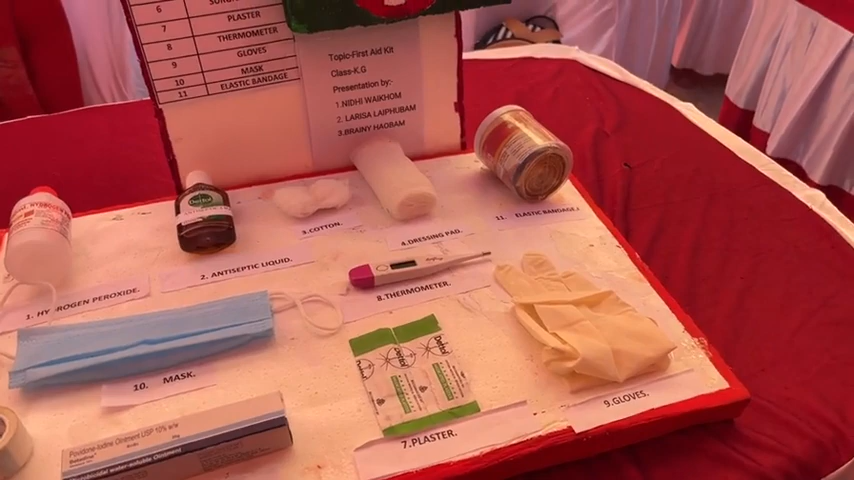 6
7 PLASTER
8 THERMOMETER
9 GLOVES
10 MASK
11 ELASTIC BANDAGE
Topic-First Aid Kit
Class-K.G
Presentation by:-
1.NIDHI WAIKHOM
2. LARISA LAIPHUBAM
3.BRAINY HAOBAM
Dettol
3.COTTON.
4.DRESSING PAD.
11. ELASTIC BANDAGE.
2. ANTISEPTIC LIQUID.
8.THERMOMETER.
1. HYDROGEN PEROXIDE.
10. MASK.
Dettol
Dettol
7.PLASTER.
9.GLOVES.
Povidone-Iodine Ointment USP 10% w/w
water-soluble Ointment